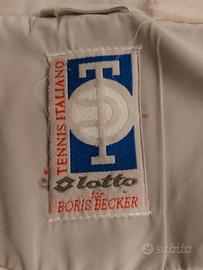 TENNIS ITALIANO
lotto
for
BORIS BECKER
subito